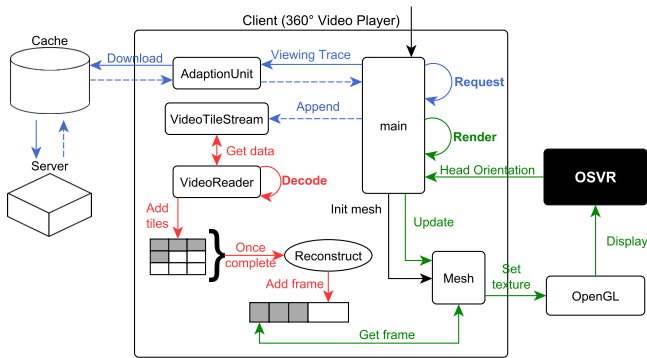 Client (360° Video Player)
Cache
Download
Viewing Trace
AdaptionUnit
Request
Append
VideoTileStream
main
Render
Get data
Server
VideoReader
Decode
Head Orientation
OSVR
Add
tiles
Init mesh
Update
Once
complete
Reconstruct
Display
Add frame
Mesh
Set
texture
OpenGL
Get frame